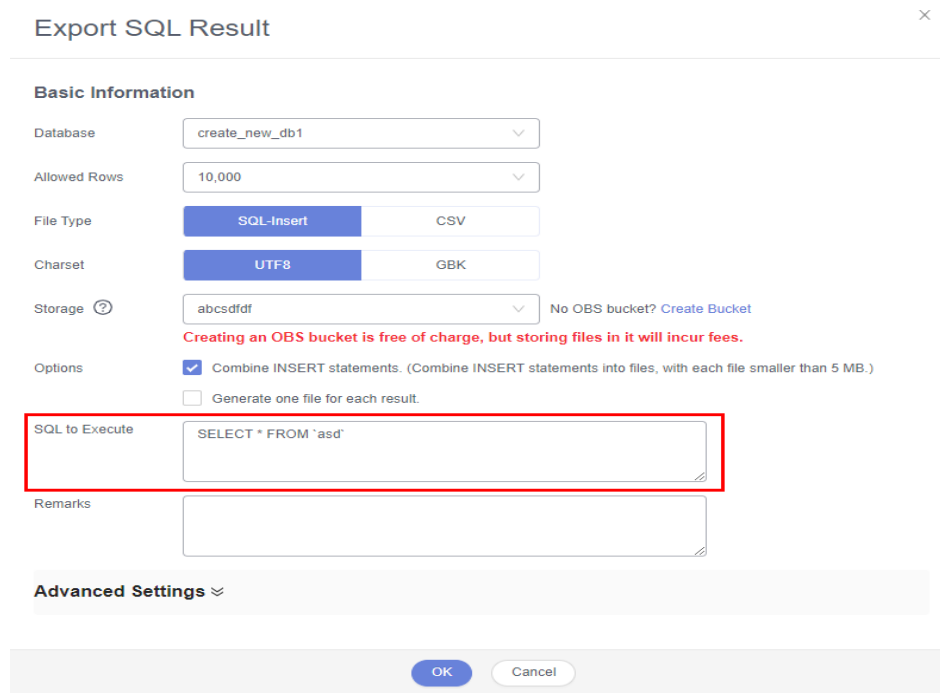 Export SQL Result
Basic Information
Database create_new_db1
Allowed Rows 10,000
File Type SQL-Insert CSV
Charset UTF8 GBK
Storage ? abcsdfdf No OBS bucket? Create Bucket
Creating an OBS bucket is free of charge, but storing files in it will incur fees.
Options Combine INSERT statements. (Combine INSERT statements into files, with each file smaller than 5 MB.)
Generate one file for each result.
SQL to Execute SELECT * FROM `asd`
Remarks
Advanced Settings
OK Cancel